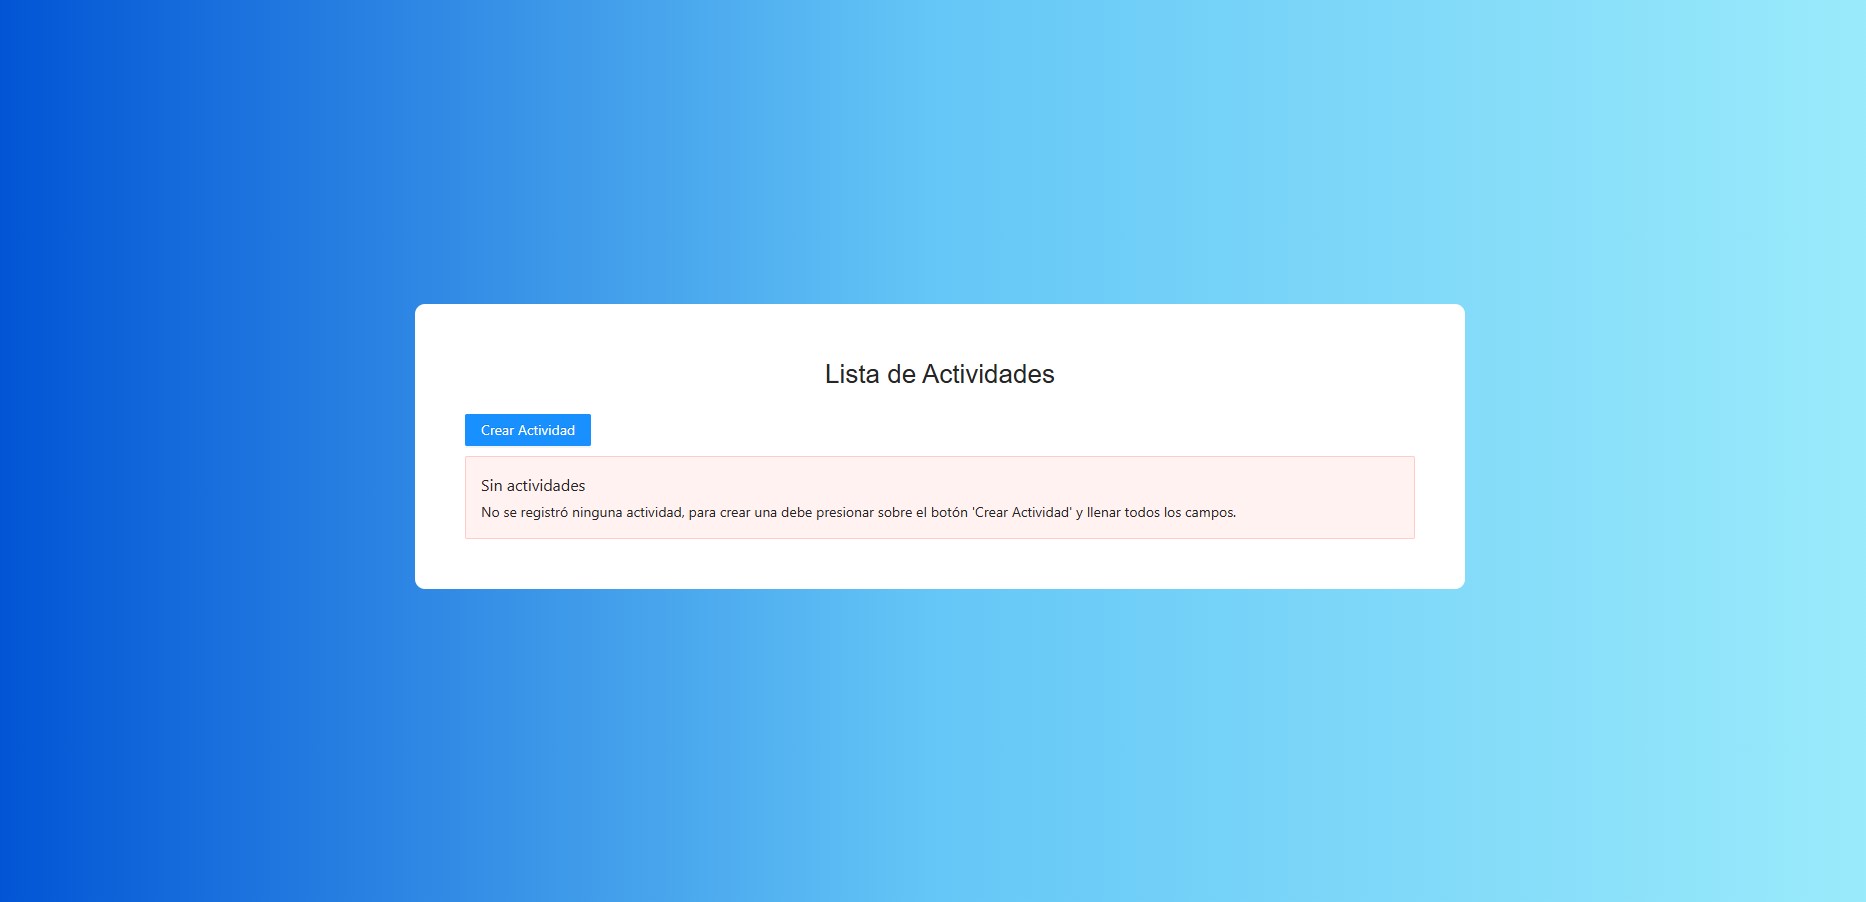 Lista de Actividades
Crear Actividad
Sin actividades
No se registró ninguna actividad, para crear una debe presionar sobre el botón 'Crear Actividad' y llenar todos los campos.